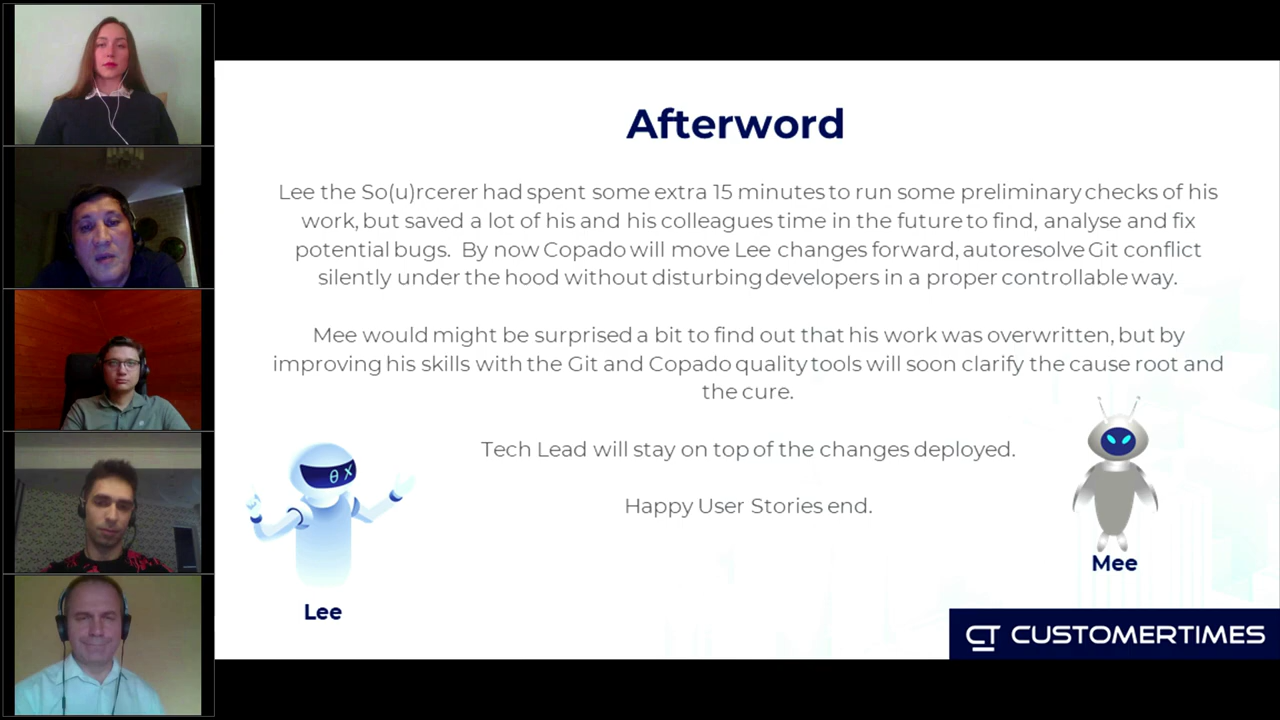 Afterword
Lee the So(u)rcerer had spent some extra 15 minutes to run some preliminary checks of his
work, but saved a lot of his and his colleagues time in the future to find, analyse and fix
potential bugs. By now Copado will move Lee changes forward, autoresolve Git conflict
silently under the hood without disturbing developers in a proper controllable way.
Mee would might be surprised a bit to find out that his work was overwritten, but by
improving his skills with the Git and Copado quality tools will soon clarify the cause root and
the cure.
Tech Lead will stay on top of the changes deployed.
Happy User Stories end.
Mee
Lee
CT CUSTOMERTIMES